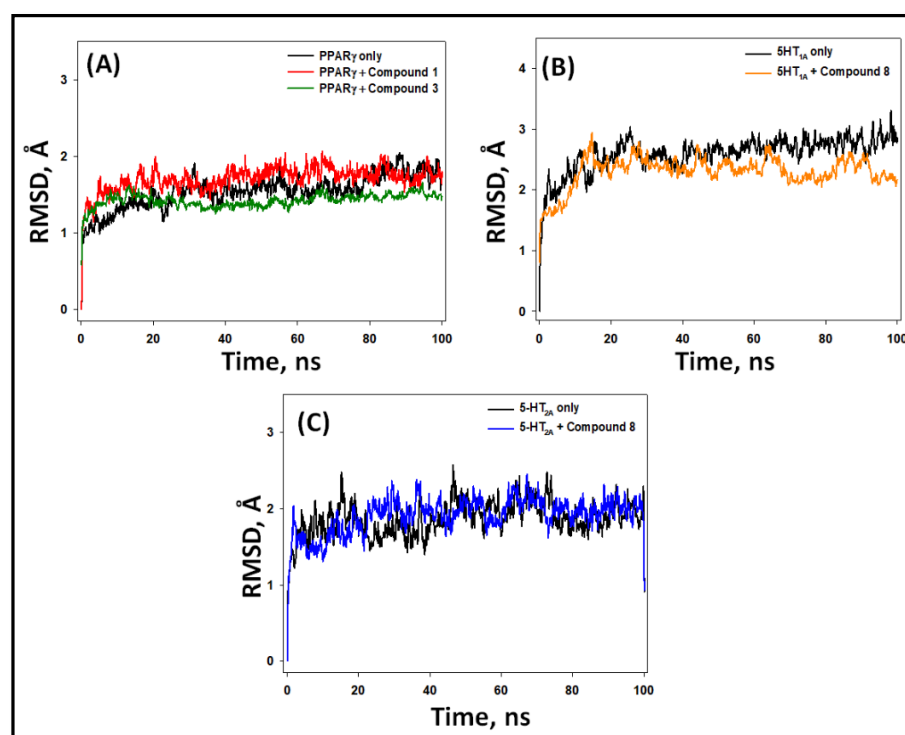 (A)
PPARγ only
PPARγ + Compound 1
PPARγ + Compound 3
3
2
1
0
RMSD, Å
0 20 40 60 80 100
Time, ns
(B)
5HT1A only
5HT1A + Compound 8
4
3
2
1
0
RMSD, Å
0 20 40 60 80 100
Time, ns
(C)
5-HT2A only
5-HT2A + Compound 8
3
2
1
0
RMSD, Å
0 20 40 60 80 100
Time, ns